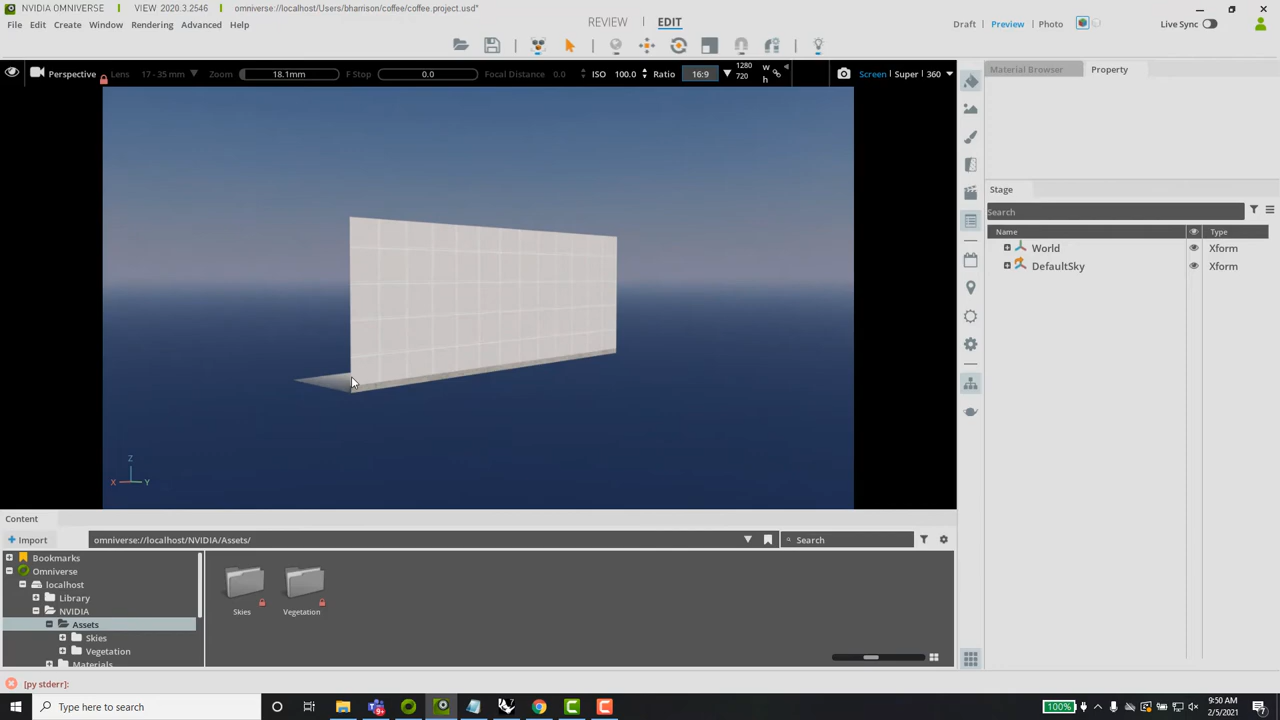 NVIDIA OMNIVERSE | VIEW 2020.3.2546 | omniverse://localhost/Users/bharrison/coffee/coffee.project.usd*
File Edit Create Window Rendering Advanced Help
REVIEW EDIT
Draft Preview Photo Live Sync
Perspective Lens 17 - 35 mm Zoom 18.1mm F Stop 0.0 Focal Distance 0.0 ISO 100.0 Ratio 16:9 1280 W
720 h
Screen Super 360
Material Browser Property
Stage
Search
Name Type
World Xform
DefaultSky Xform
Z
X Y
Content
Import omniverse://localhost/NVIDIA/Assets/ Search
Bookmarks
Omniverse
localhost
Library
NVIDIA
Assets
Skies
Vegetation
Materials
Skies Vegetation
[py stderr]:
Type here to search
9+
100%
9:50 AM
2/5/2021